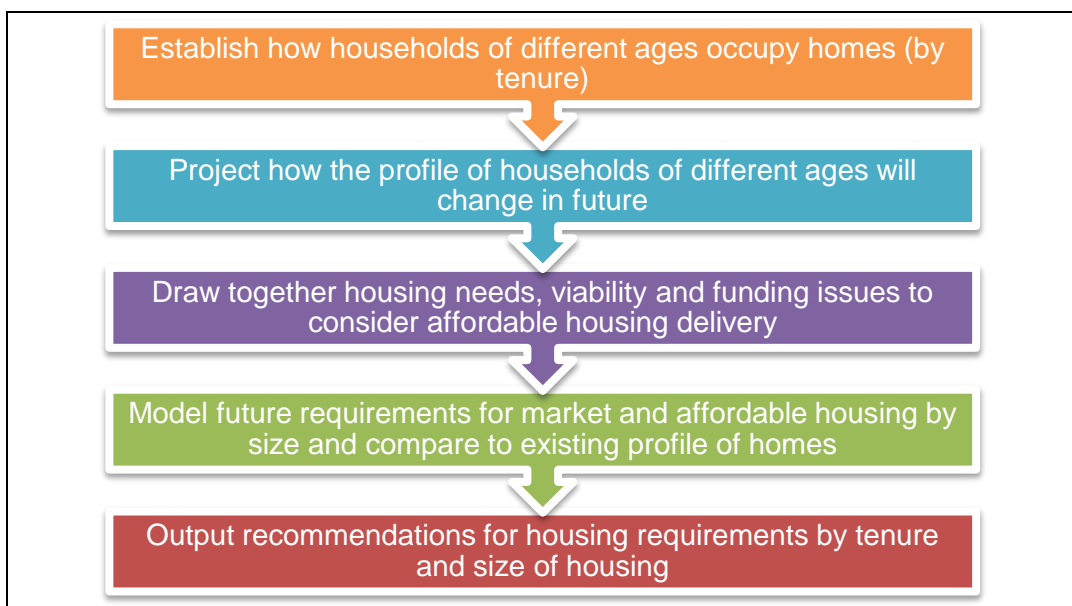 Establish how households of different ages occupy homes (by
tenure)
Project how the profile of households of different ages will
change in future
Draw together housing needs, viability and funding issues to
consider affordable housing delivery
Model future requirements for market and affordable housing by
size and compare to existing profile of homes
Output recommendations for housing requirements by tenure
and size of housing